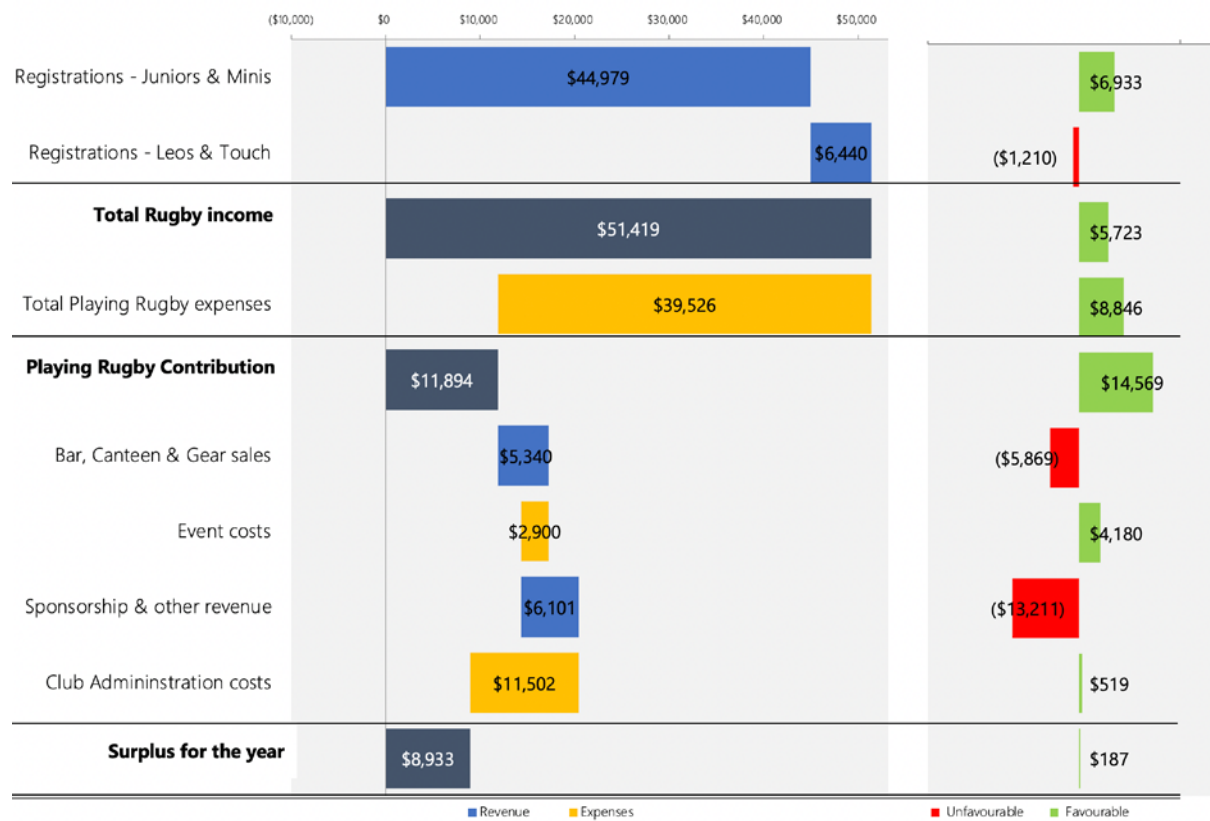 ($10,000) $0 $10,000 $20,000 $30,000 $40,000 $50,000
Registrations - Juniors & Minis $44,979 $6,933
Registrations - Leos & Touch $6,440 ($1,210)
Total Rugby income $51,419 $5,723
Total Playing Rugby expenses $39,526 $8,846
Playing Rugby Contribution $11,894 $14,569
Bar, Canteen & Gear sales $5,340 ($5,869)
Event costs $2,900 $4,180
Sponsorship & other revenue $6,101 ($13,211)
Club Admininstration costs $11,502 $519
Surplus for the year $8,933 $187
Revenue Expenses Unfavourable Favourable